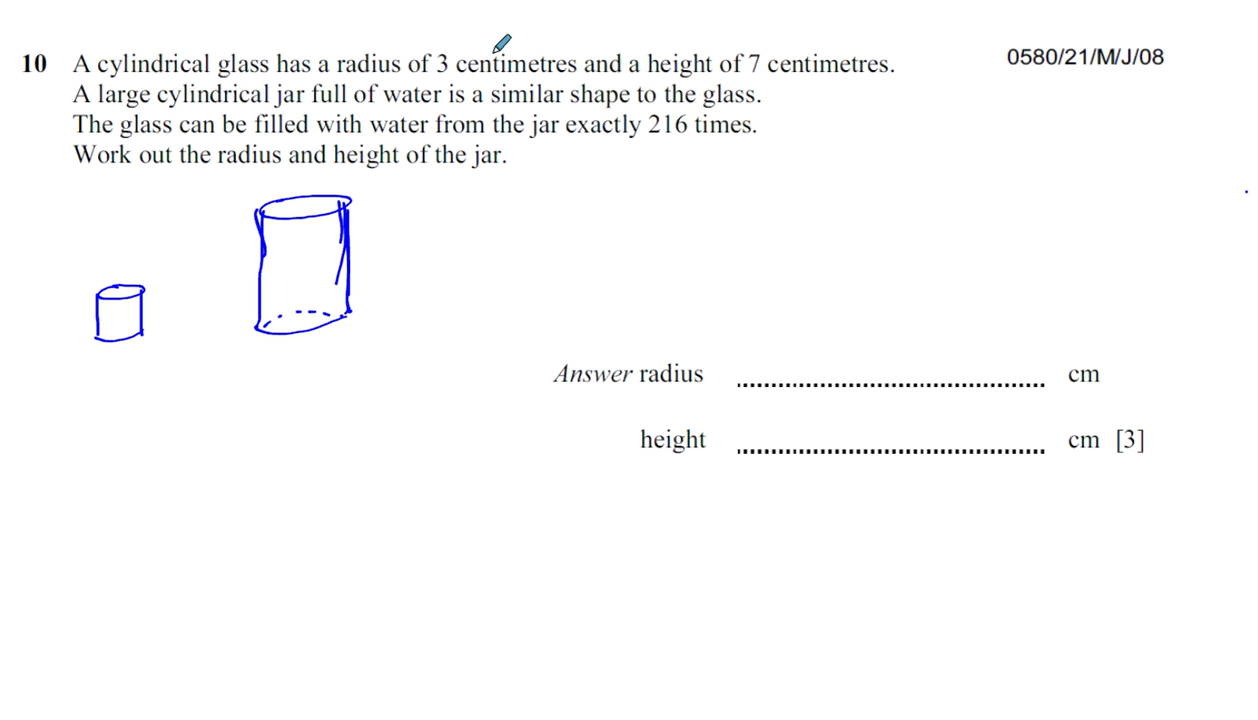 10 A cylindrical glass has a radius of 3 centimetres and a height of 7 centimetres. 0580/21/M/J/08
A large cylindrical jar full of water is a similar shape to the glass.
The glass can be filled with water from the jar exactly 216 times.
Work out the radius and height of the jar.
Answer radius ............................................... cm
height ............................................... cm [3]